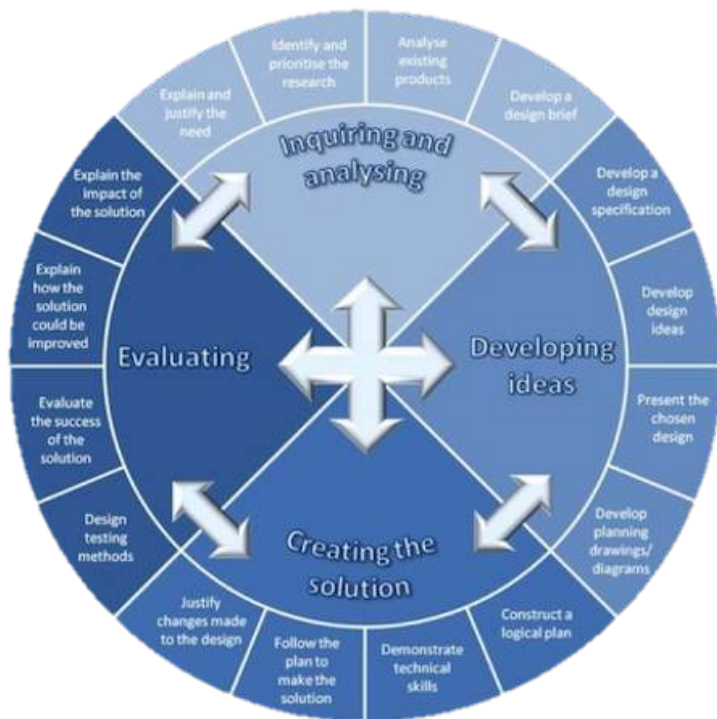 Inquiring and
analysing
Explain and
justify the
need
Identify and
prioritise the
research
Analyse
existing
products
Develop a
design brief
Developing
ideas
Develop a
design
specification
Develop
design
ideas
Present the
chosen
design
Develop
planning
drawings/
diagrams
Creating the
solution
Construct a
logical plan
Demonstrate
technical
skills
Follow the
plan to
make the
solution
Justify
changes made
to the design
Evaluating
Design
testing
methods
Evaluate
the success
of the
solution
Explain
how the
solution
could be
improved
Explain the
impact of
the solution